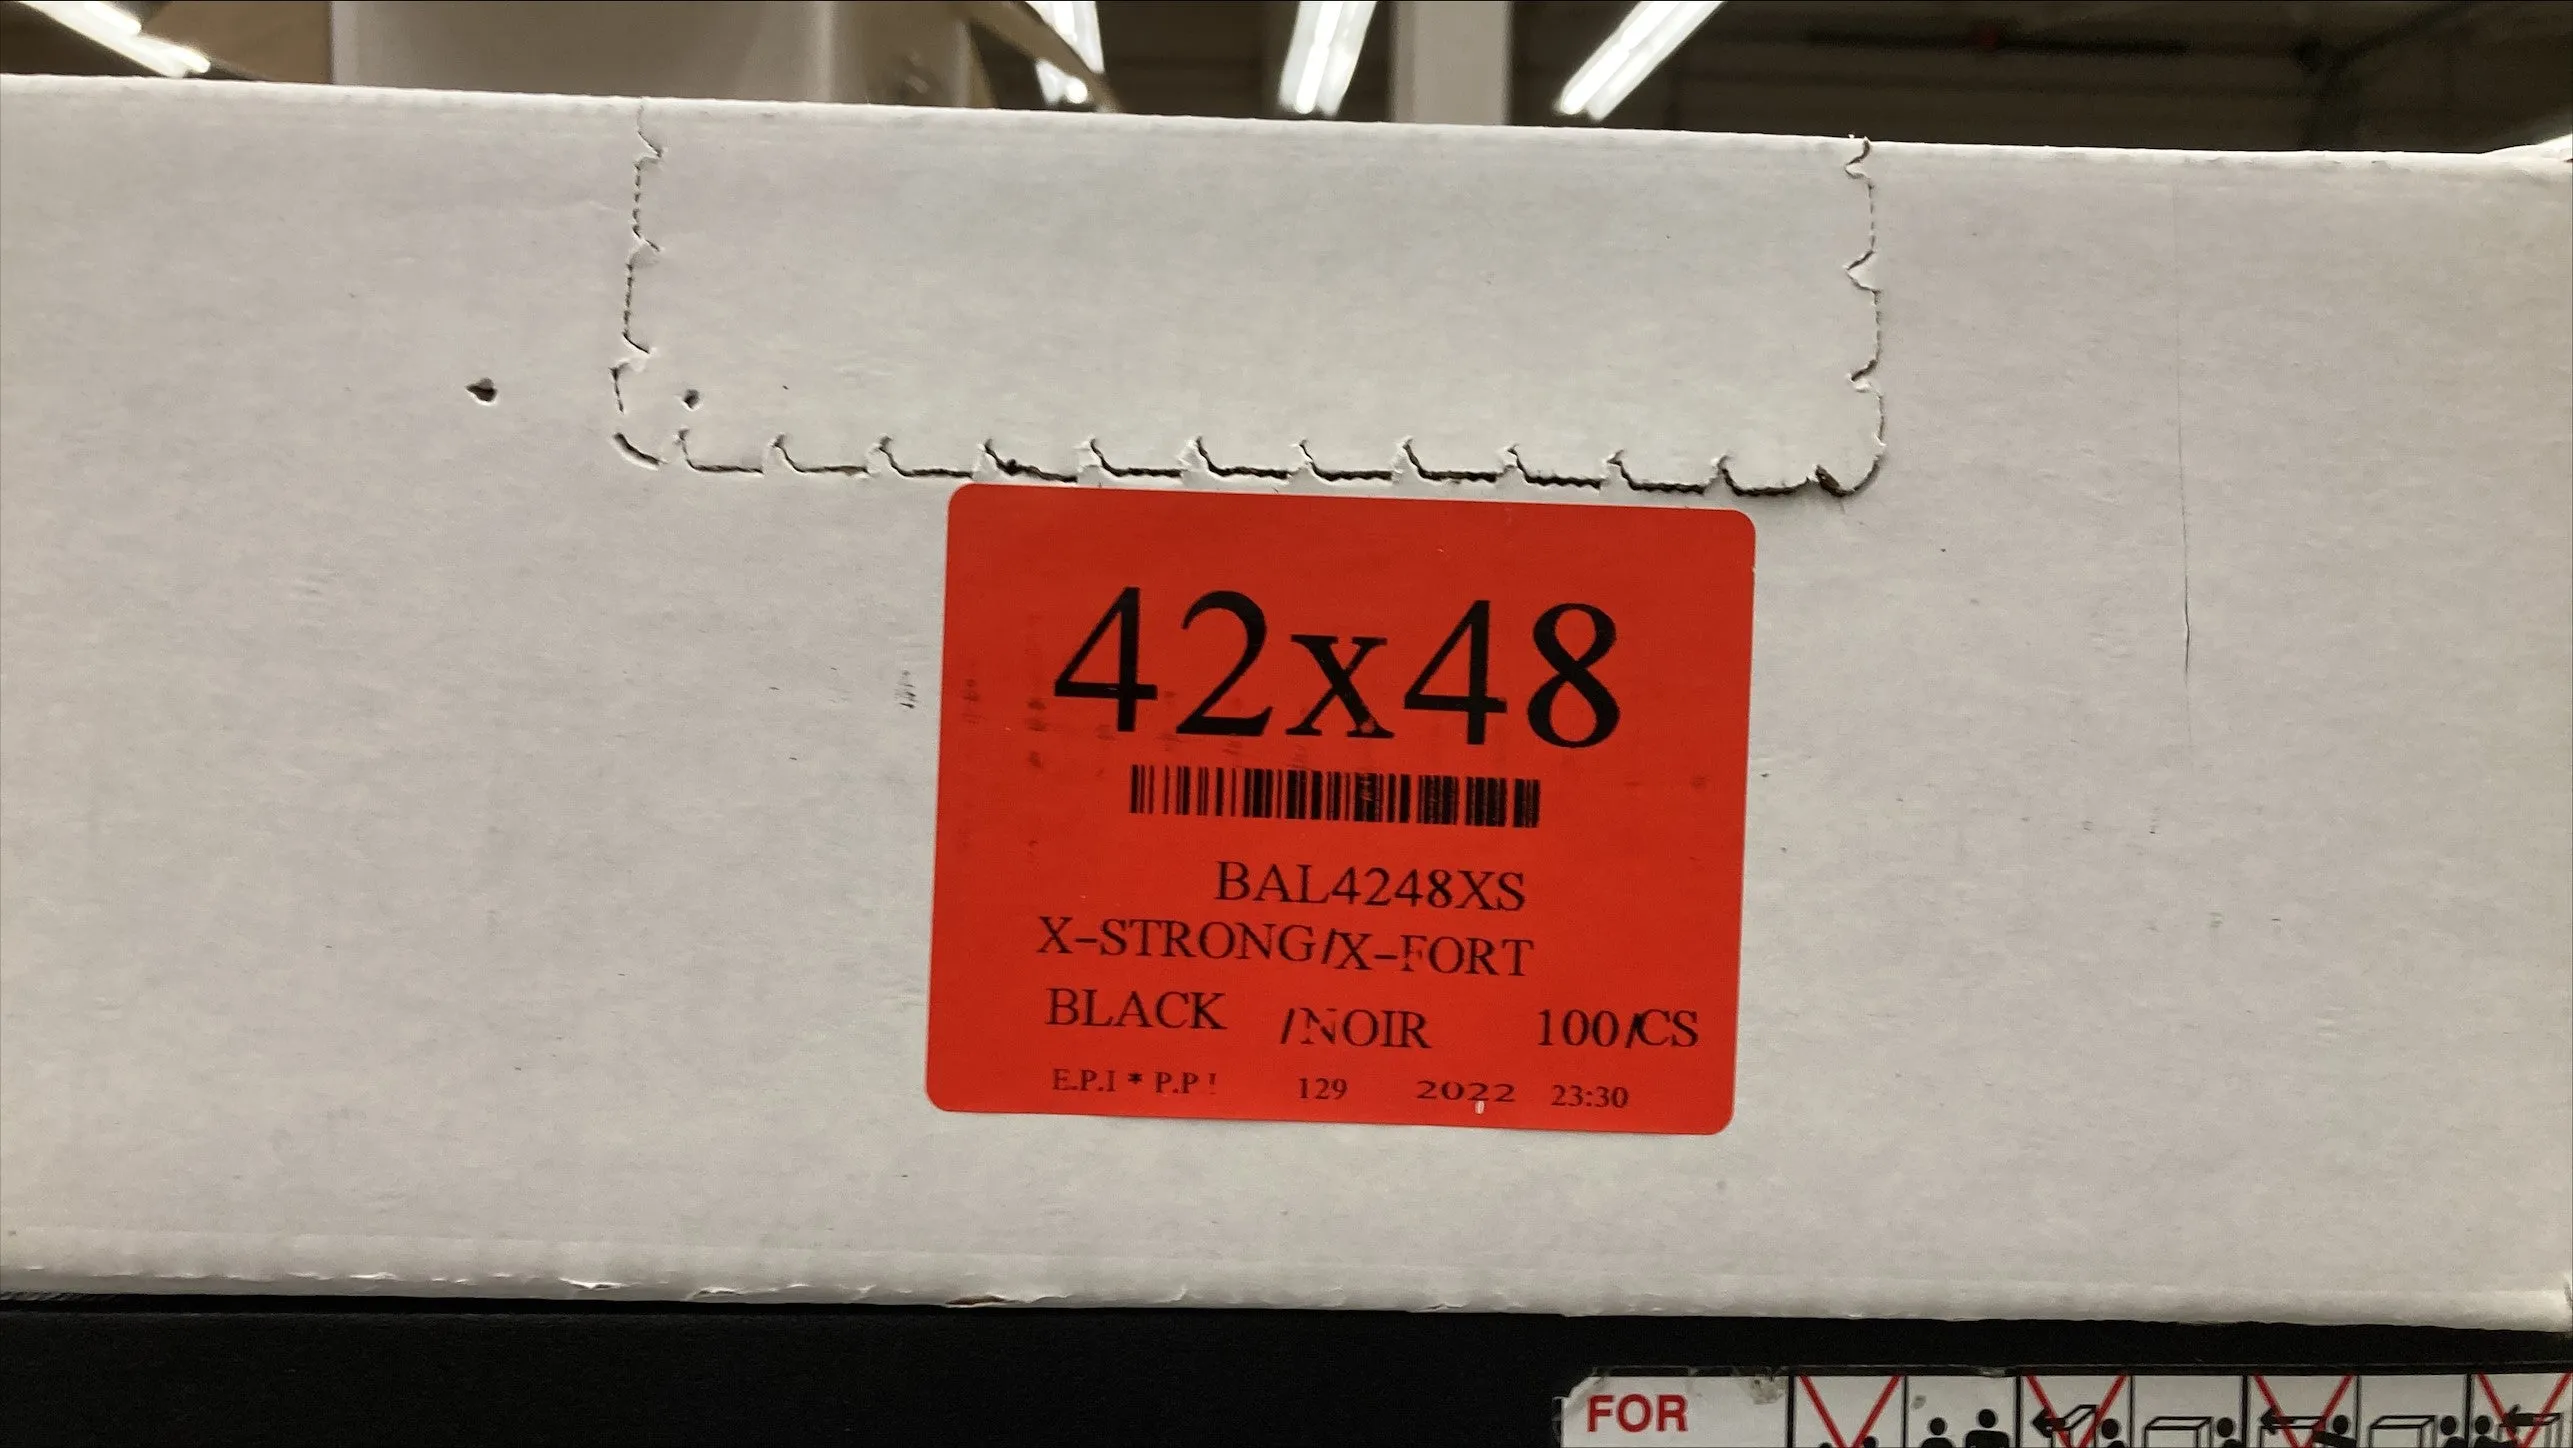 42x48
BAL4248XS
X-STRONG/X-FORT
BLACK /NOIR 100/CS
E.P.I * P.P! 129 2022 23:30
FOR